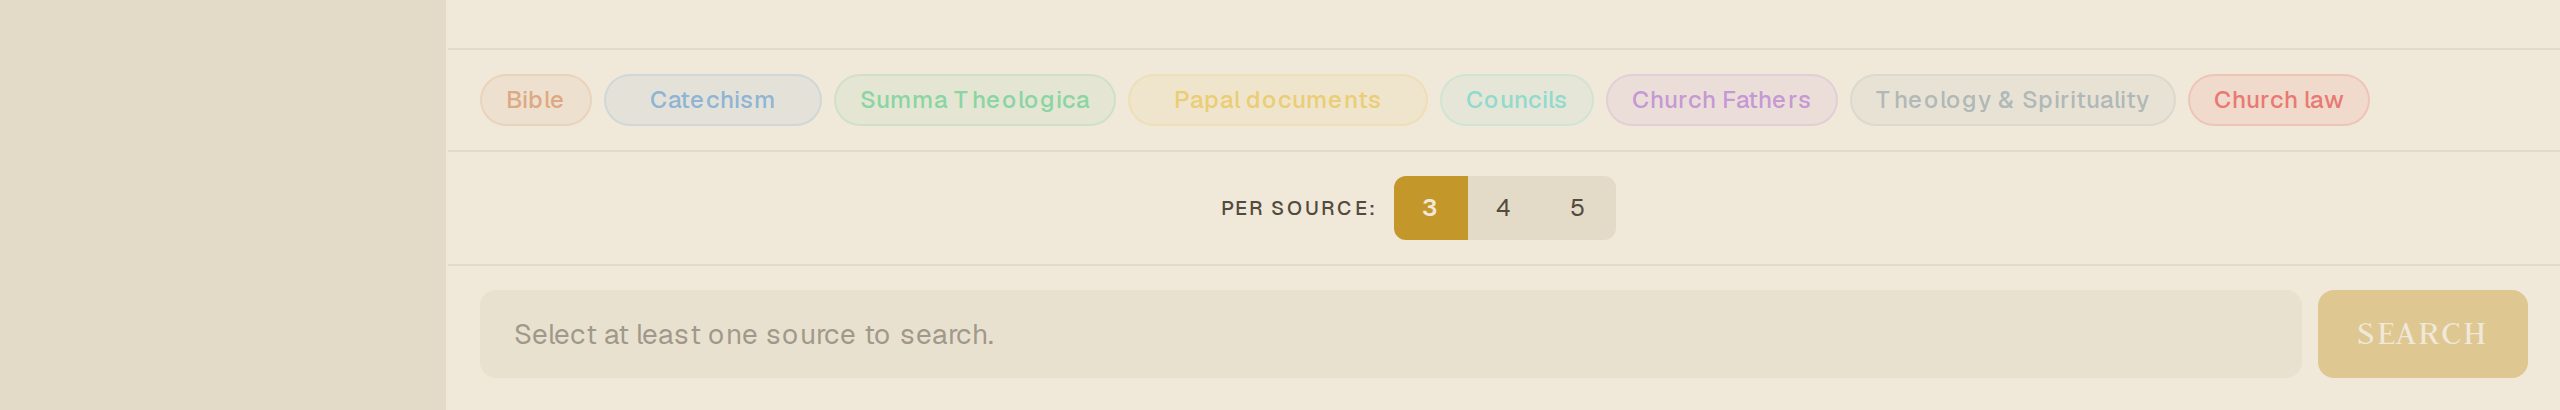 Bible Catechism Summa Theologica Papal documents Councils Church Fathers Theology & Spirituality Church law
PER SOURCE: 3 4 5
Select at least one source to search. SEARCH